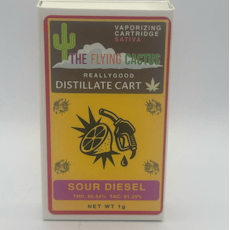 VAPORIZING
CARTRIDGE
SATIVA
THE FLYING CACTUS
REALLYGOOD
DISTILLATE CART
SOUR DIESEL
NET WT 1g